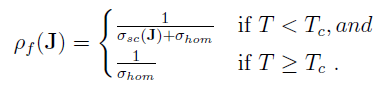 ρ_f(J) = { 1/(σ_sc(J)+σ_hom) if T < T_c, and
1/σ_hom if T ≥ T_c .